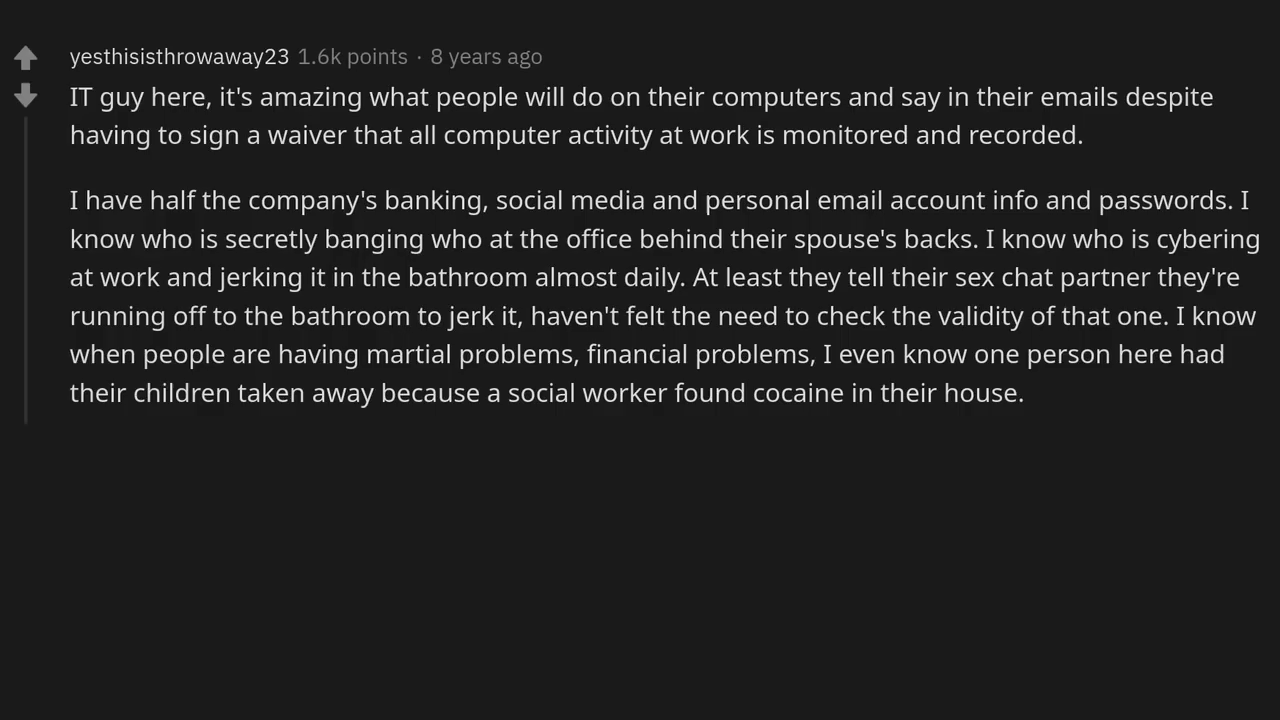 yesthisisthrowaway23 1.6k points · 8 years ago
IT guy here, it's amazing what people will do on their computers and say in their emails despite
having to sign a waiver that all computer activity at work is monitored and recorded.
I have half the company's banking, social media and personal email account info and passwords. I
know who is secretly banging who at the office behind their spouse's backs. I know who is cybering
at work and jerking it in the bathroom almost daily. At least they tell their sex chat partner they're
running off to the bathroom to jerk it, haven't felt the need to check the validity of that one. I know
when people are having martial problems, financial problems, I even know one person here had
their children taken away because a social worker found cocaine in their house.